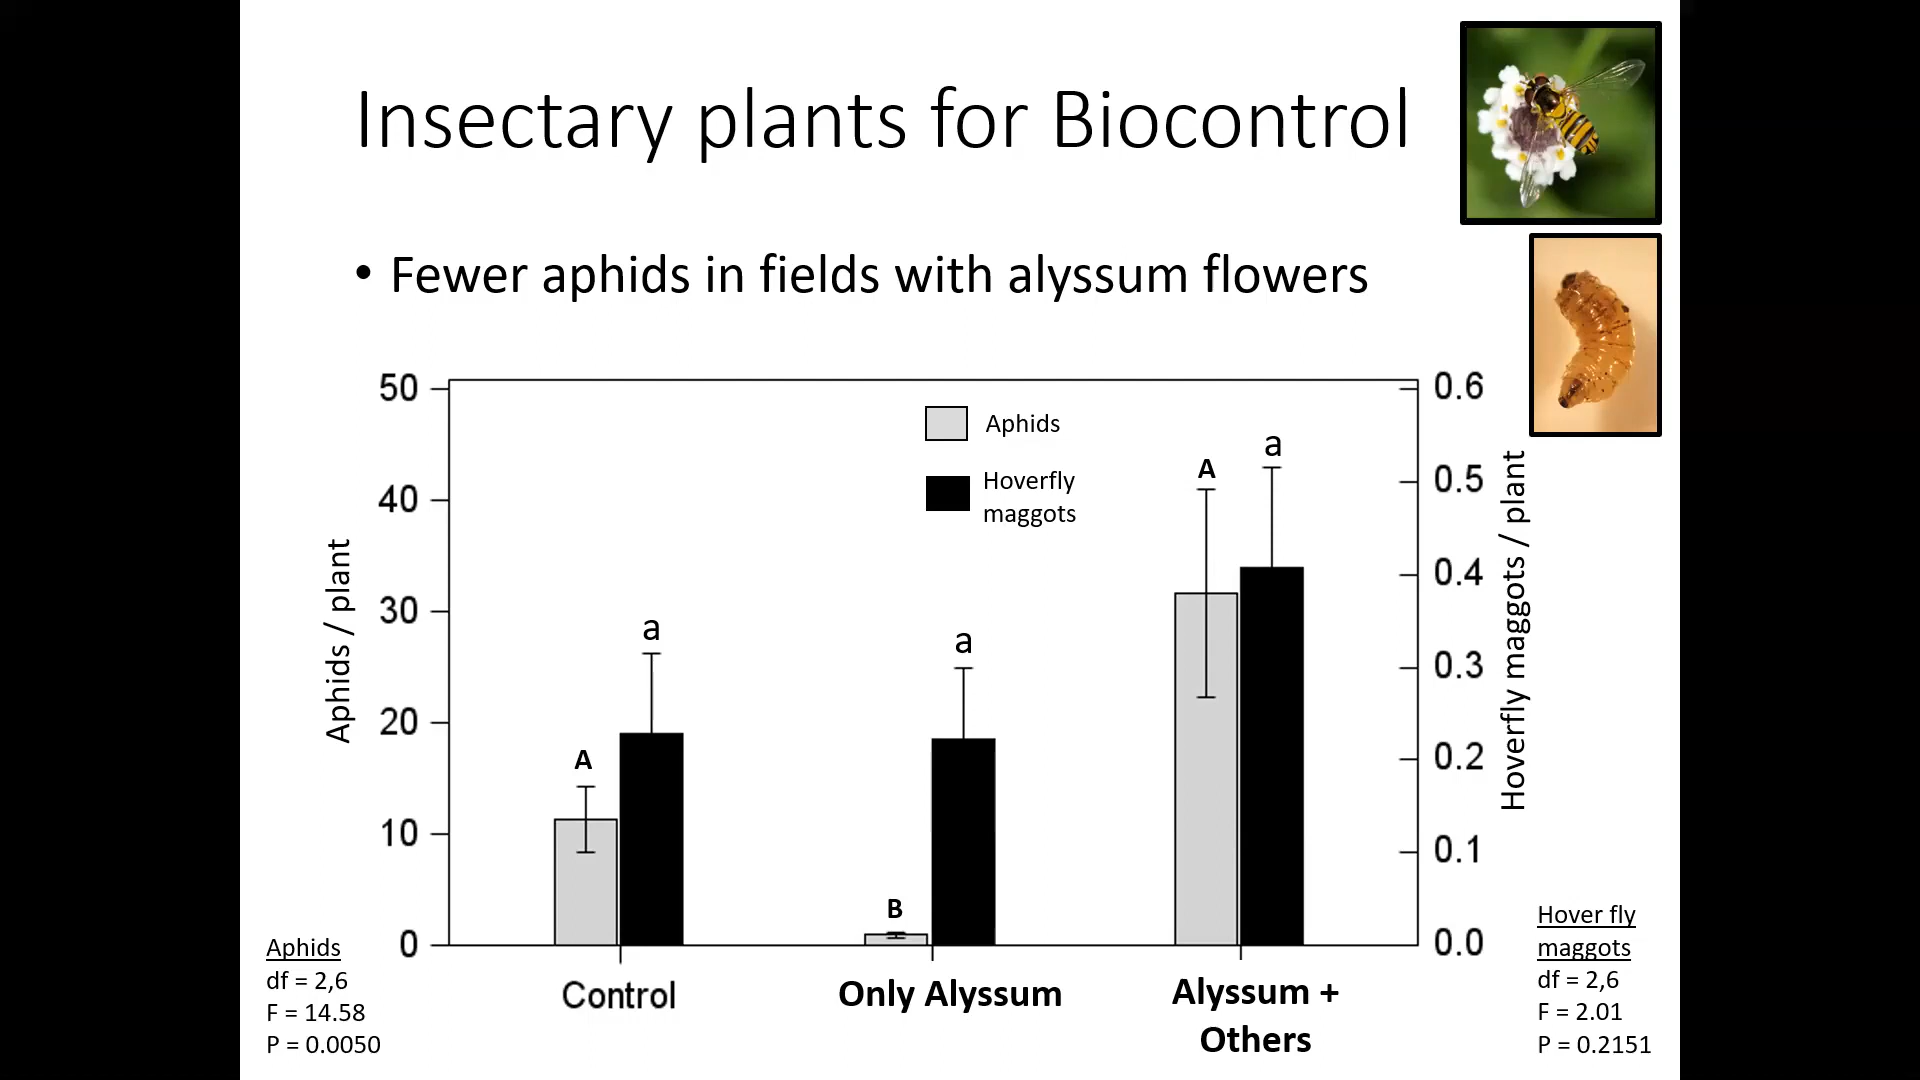 Insectary plants for Biocontrol
• Fewer aphids in fields with alyssum flowers
50
40
30
20
10
0
Aphids / plant
Aphids
Hoverfly
maggots
A
a
B
a
A
a
0.6
0.5
0.4
0.3
0.2
0.1
0.0
Hoverfly maggots / plant
Control
Only Alyssum
Alyssum +
Others
Aphids
df = 2,6
F = 14.58
P = 0.0050
Hover fly
maggots
df = 2,6
F = 2.01
P = 0.2151